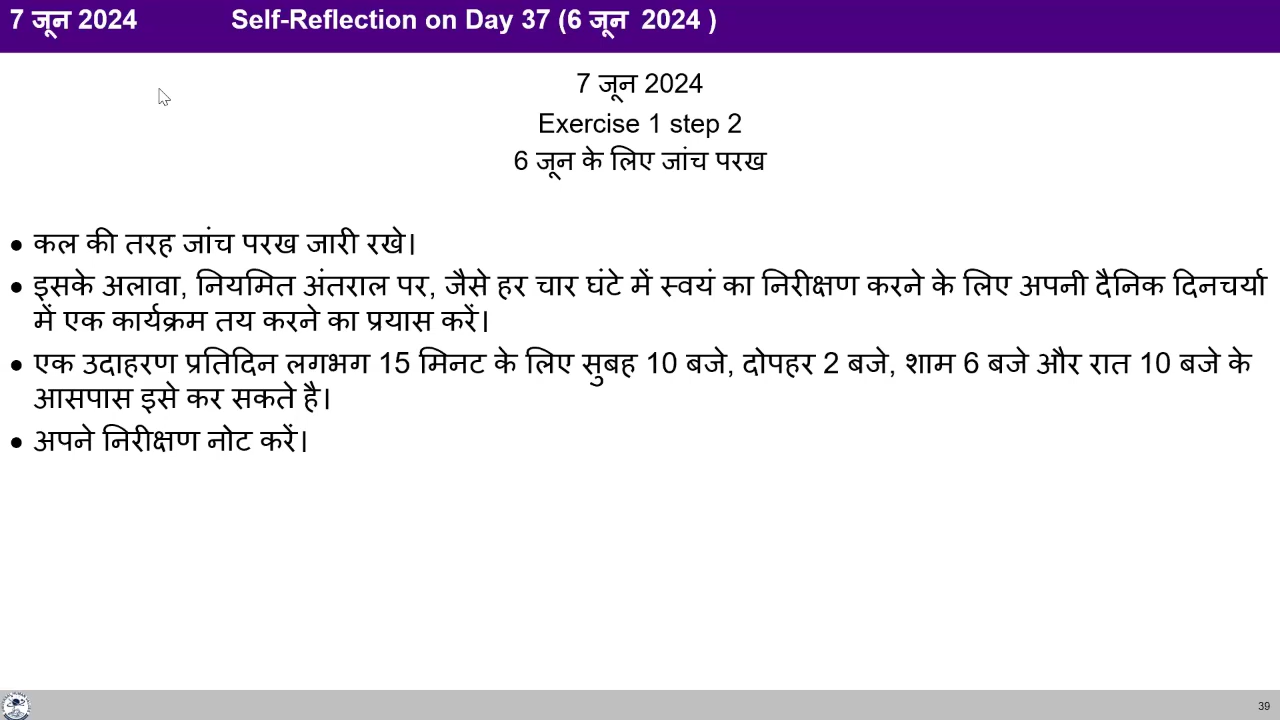 7 जून 2024 Self-Reflection on Day 37 (6 जून 2024 )
7 जून 2024
Exercise 1 step 2
6 जून के लिए जांच परख
• कल की तरह जांच परख जारी रखे।
• इसके अलावा, नियमित अंतराल पर, जैसे हर चार घंटे में स्वयं का निरीक्षण करने के लिए अपनी दैनिक दिनचर्या
में एक कार्यक्रम तय करने का प्रयास करें।
• एक उदाहरण प्रतिदिन लगभग 15 मिनट के लिए सुबह 10 बजे, दोपहर 2 बजे, शाम 6 बजे और रात 10 बजे के
आसपास इसे कर सकते है।
• अपने निरीक्षण नोट करें।
39